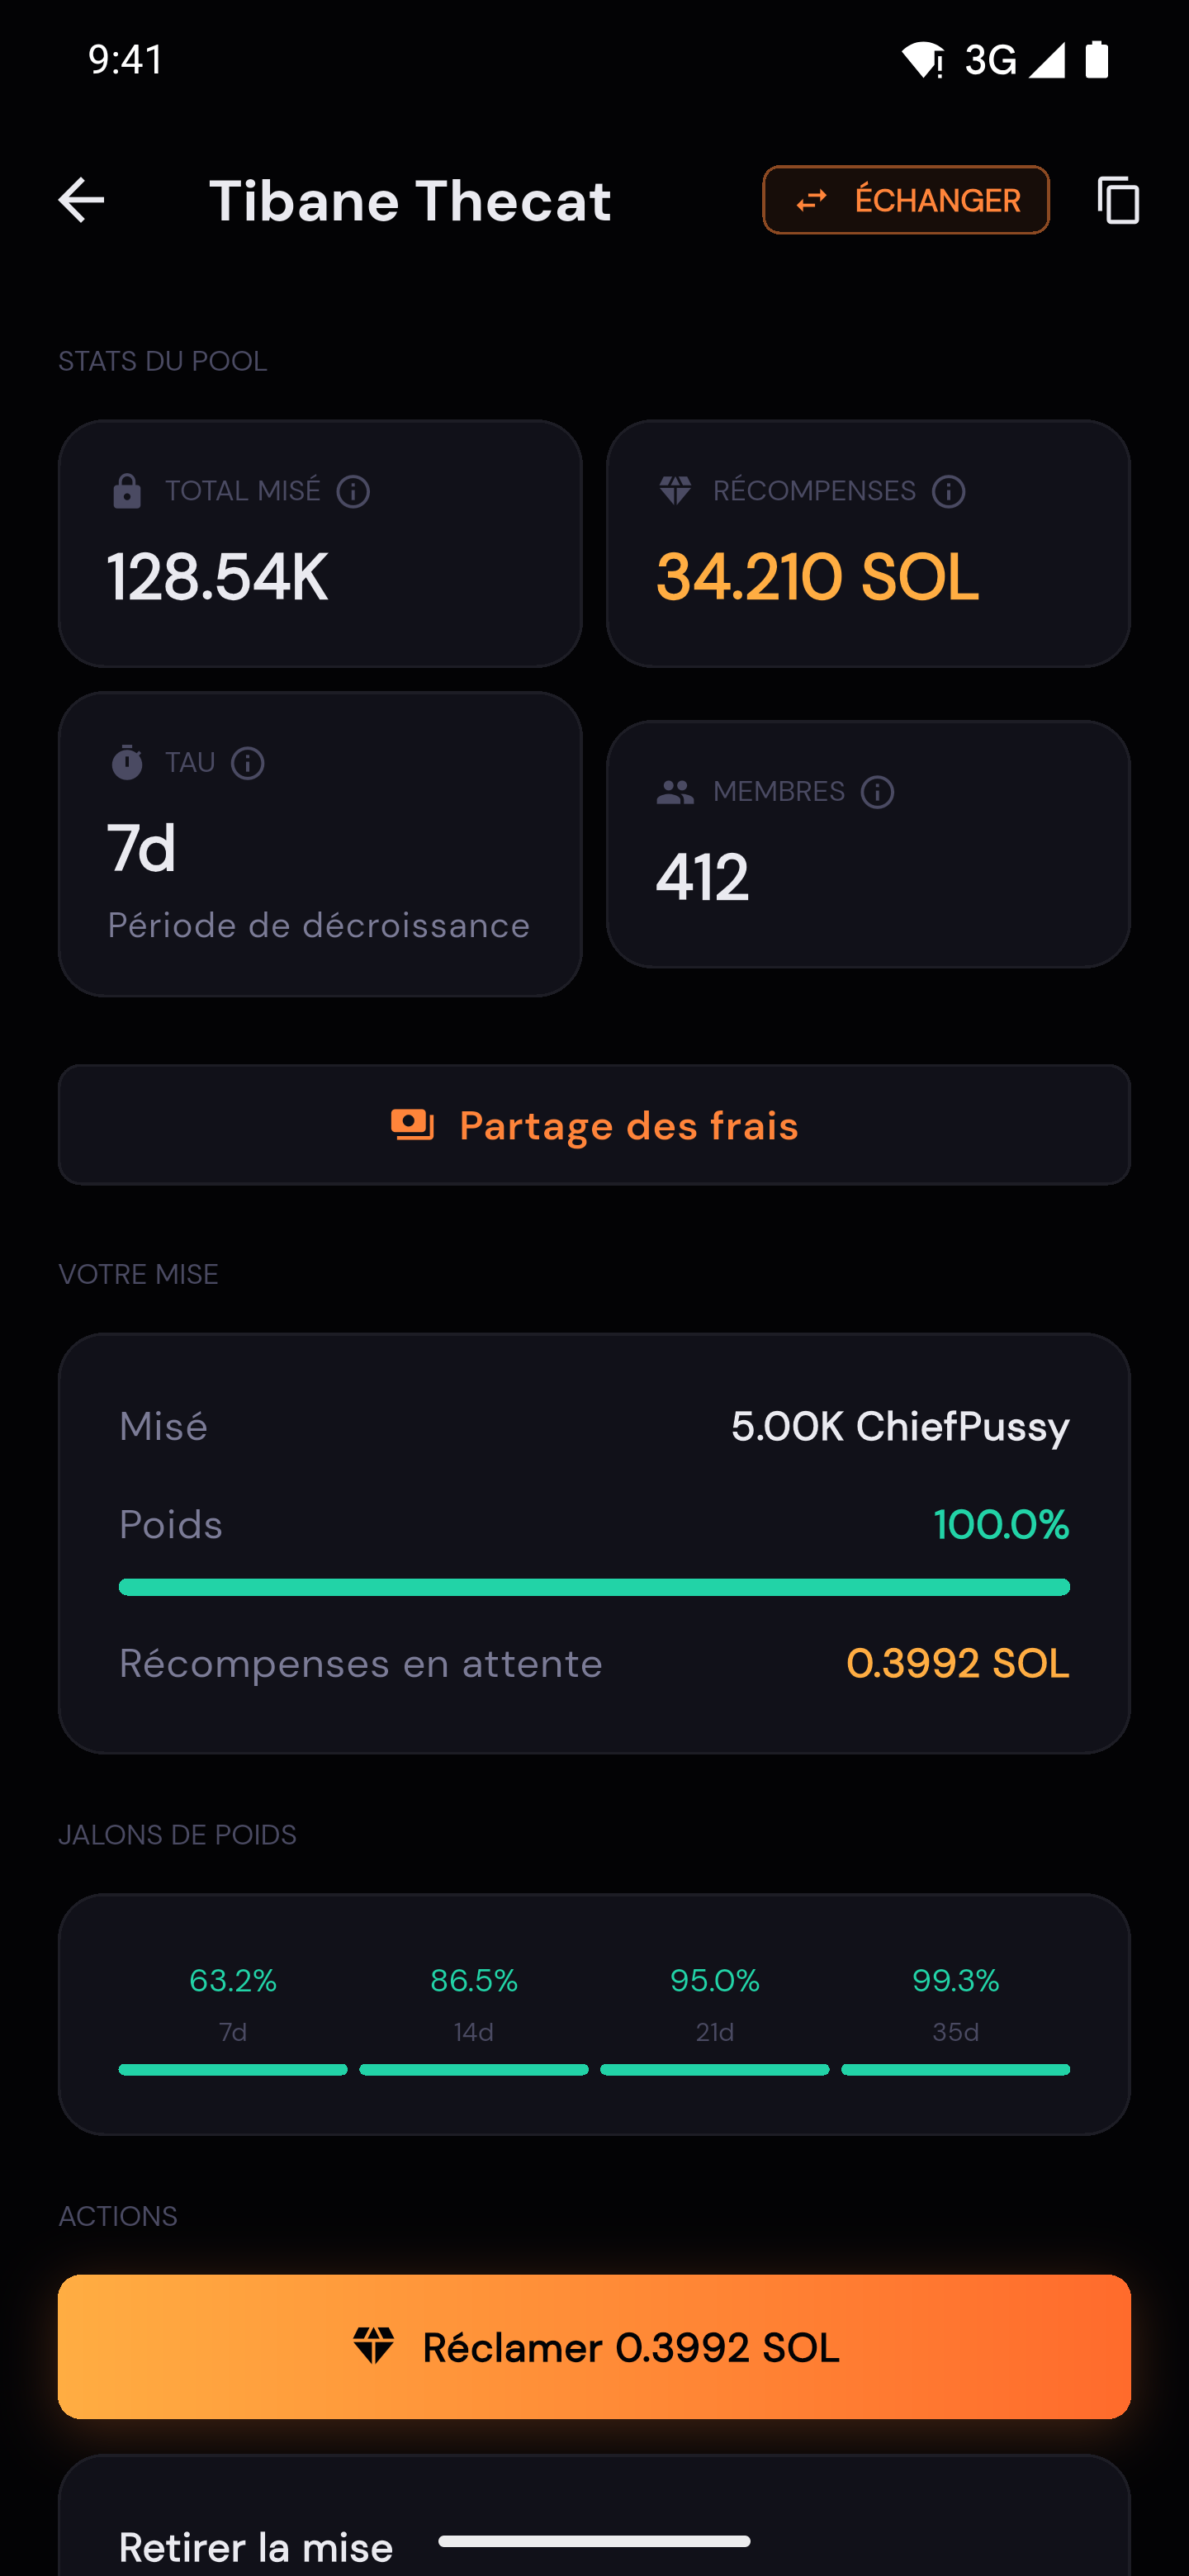 9:41
3G
Tibane Thecat
ÉCHANGER
STATS DU POOL
TOTAL MISÉ
128.54K
RÉCOMPENSES
34.210 SOL
TAU
7d
Période de décroissance
MEMBRES
412
Partage des frais
VOTRE MISE
Misé
5.00K ChiefPussy
Poids
100.0%
Récompenses en attente
0.3992 SOL
JALONS DE POIDS
63.2%
86.5%
95.0%
99.3%
7d
14d
21d
35d
ACTIONS
Réclamer 0.3992 SOL
Retirer la mise